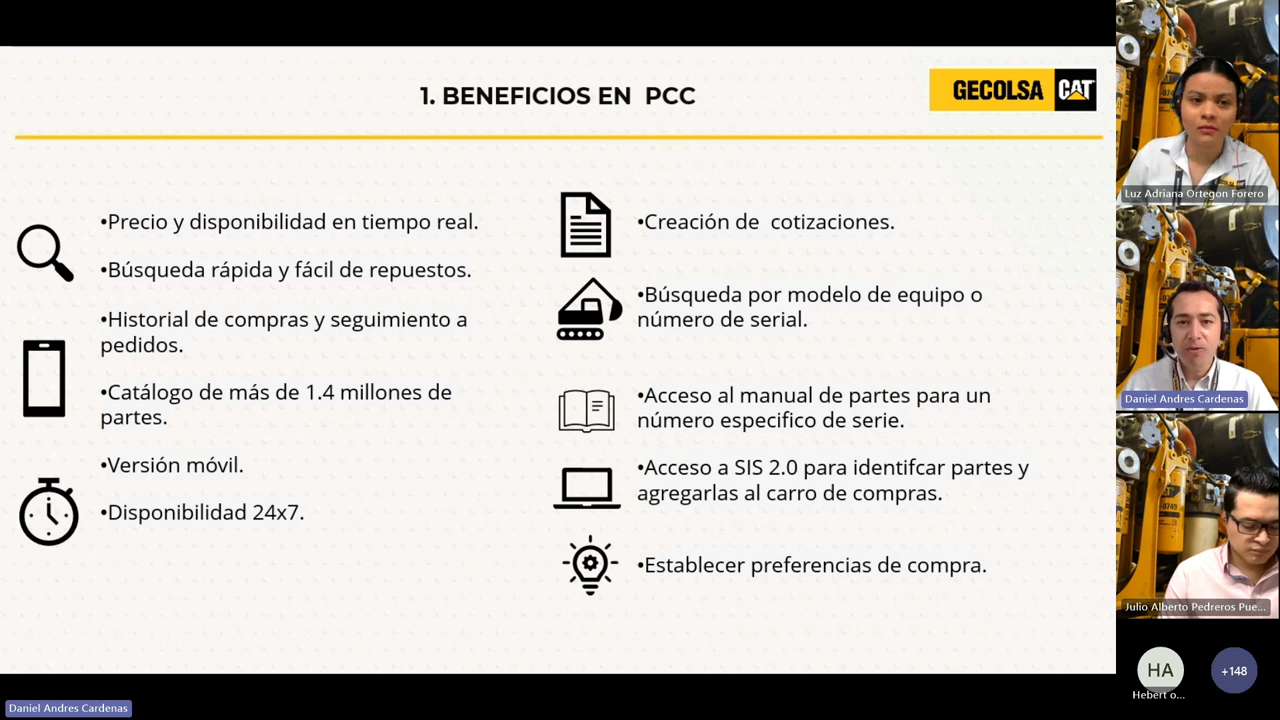 1. BENEFICIOS EN PCC
GECOLSA CAT
•Precio y disponibilidad en tiempo real.
•Búsqueda rápida y fácil de repuestos.
•Historial de compras y seguimiento a
pedidos.
•Catálogo de más de 1.4 millones de
partes.
•Versión móvil.
•Disponibilidad 24x7.
•Creación de cotizaciones.
•Búsqueda por modelo de equipo o
número de serial.
•Acceso al manual de partes para un
número especifico de serie.
•Acceso a SIS 2.0 para identifcar partes y
agregarlas al carro de compras.
•Establecer preferencias de compra.
Luz Adriana Ortegon Forero
Daniel Andres Cardenas
Julio Alberto Pedreros Pue...
HA
Hebert o...
+148
Daniel Andres Cardenas